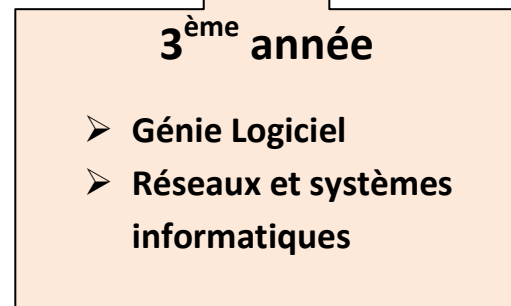 3ème année
➢ Génie Logiciel
➢ Réseaux et systèmes
informatiques